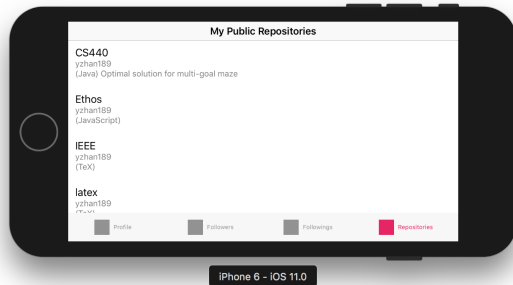 My Public Repositories
CS440
yzhan189
(Java) Optimal solution for multi-goal maze
Ethos
yzhan189
(JavaScript)
IEEE
yzhan189
(TeX)
latex
yzhan189
(TeX)
Profile Followers Followings Repositories
iPhone 6 - iOS 11.0